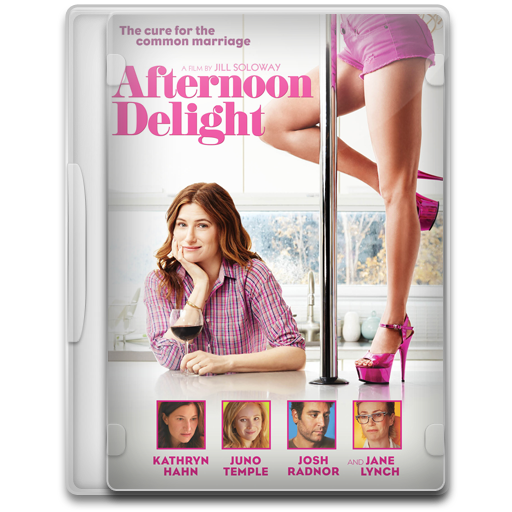 The cure for the
common marriage
A FILM BY JILL SOLOWAY
Afternoon
Delight
KATHRYN
HAHN
JUNO
TEMPLE
JOSH
RADNOR
AND JANE
LYNCH